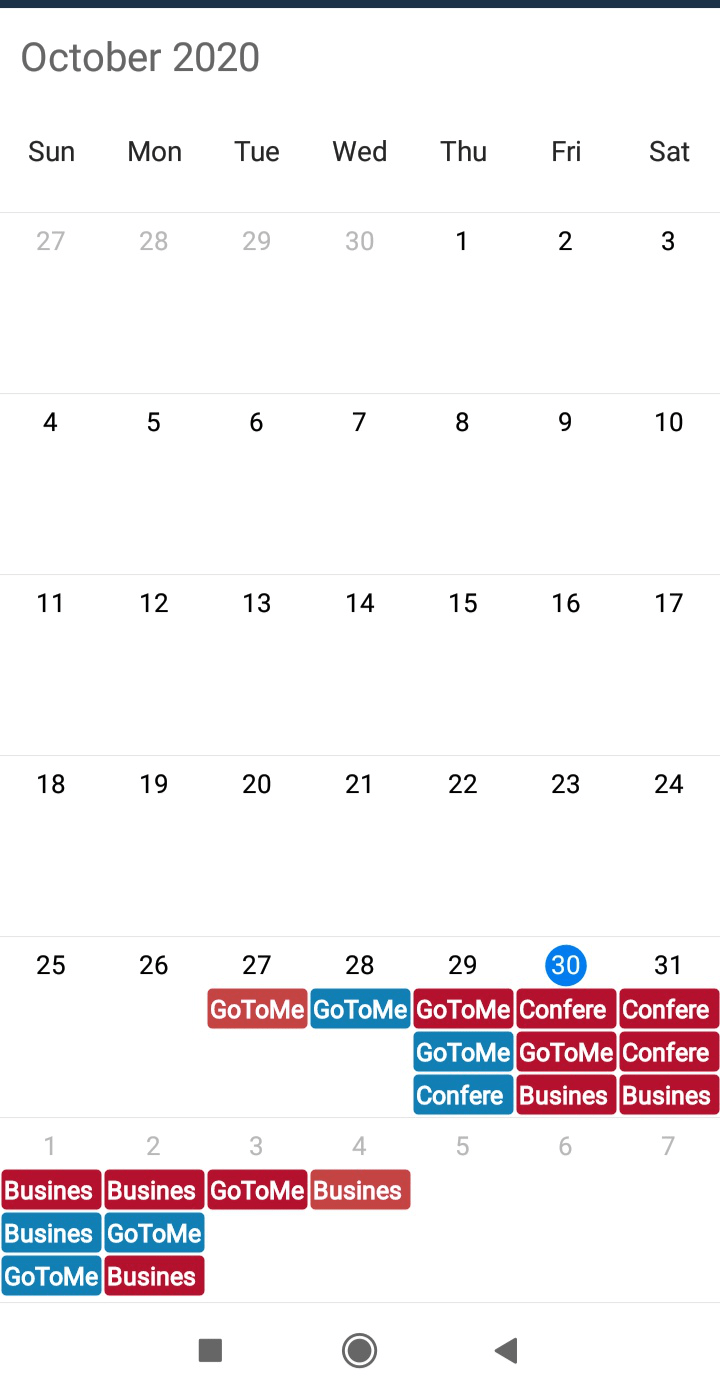 October 2020
Sun Mon Tue Wed Thu Fri Sat
27 28 29 30 1 2 3
4 5 6 7 8 9 10
11 12 13 14 15 16 17
18 19 20 21 22 23 24
25 26 27 28 29 30 31
GoToMe GoToMe GoToMe Confere Confere
GoToMe GoToMe Confere
Confere Busines Busines
1 2 3 4 5 6 7
Busines Busines GoToMe Busines
Busines GoToMe
GoToMe Busines